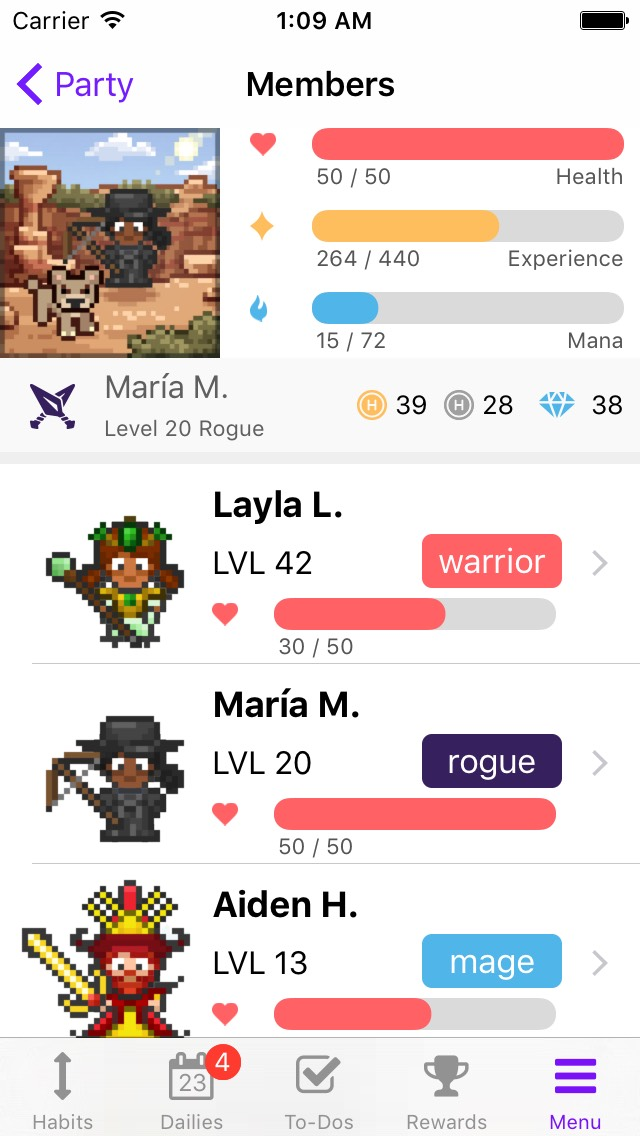 Carrier 1:09 AM
Party Members
50 / 50 Health
264 / 440 Experience
15 / 72 Mana
María M.
Level 20 Rogue
H 39 H 28 38
Layla L.
LVL 42 warrior
30 / 50
María M.
LVL 20 rogue
50 / 50
Aiden H.
LVL 13 mage
4
23
Habits Dailies To-Dos Rewards Menu